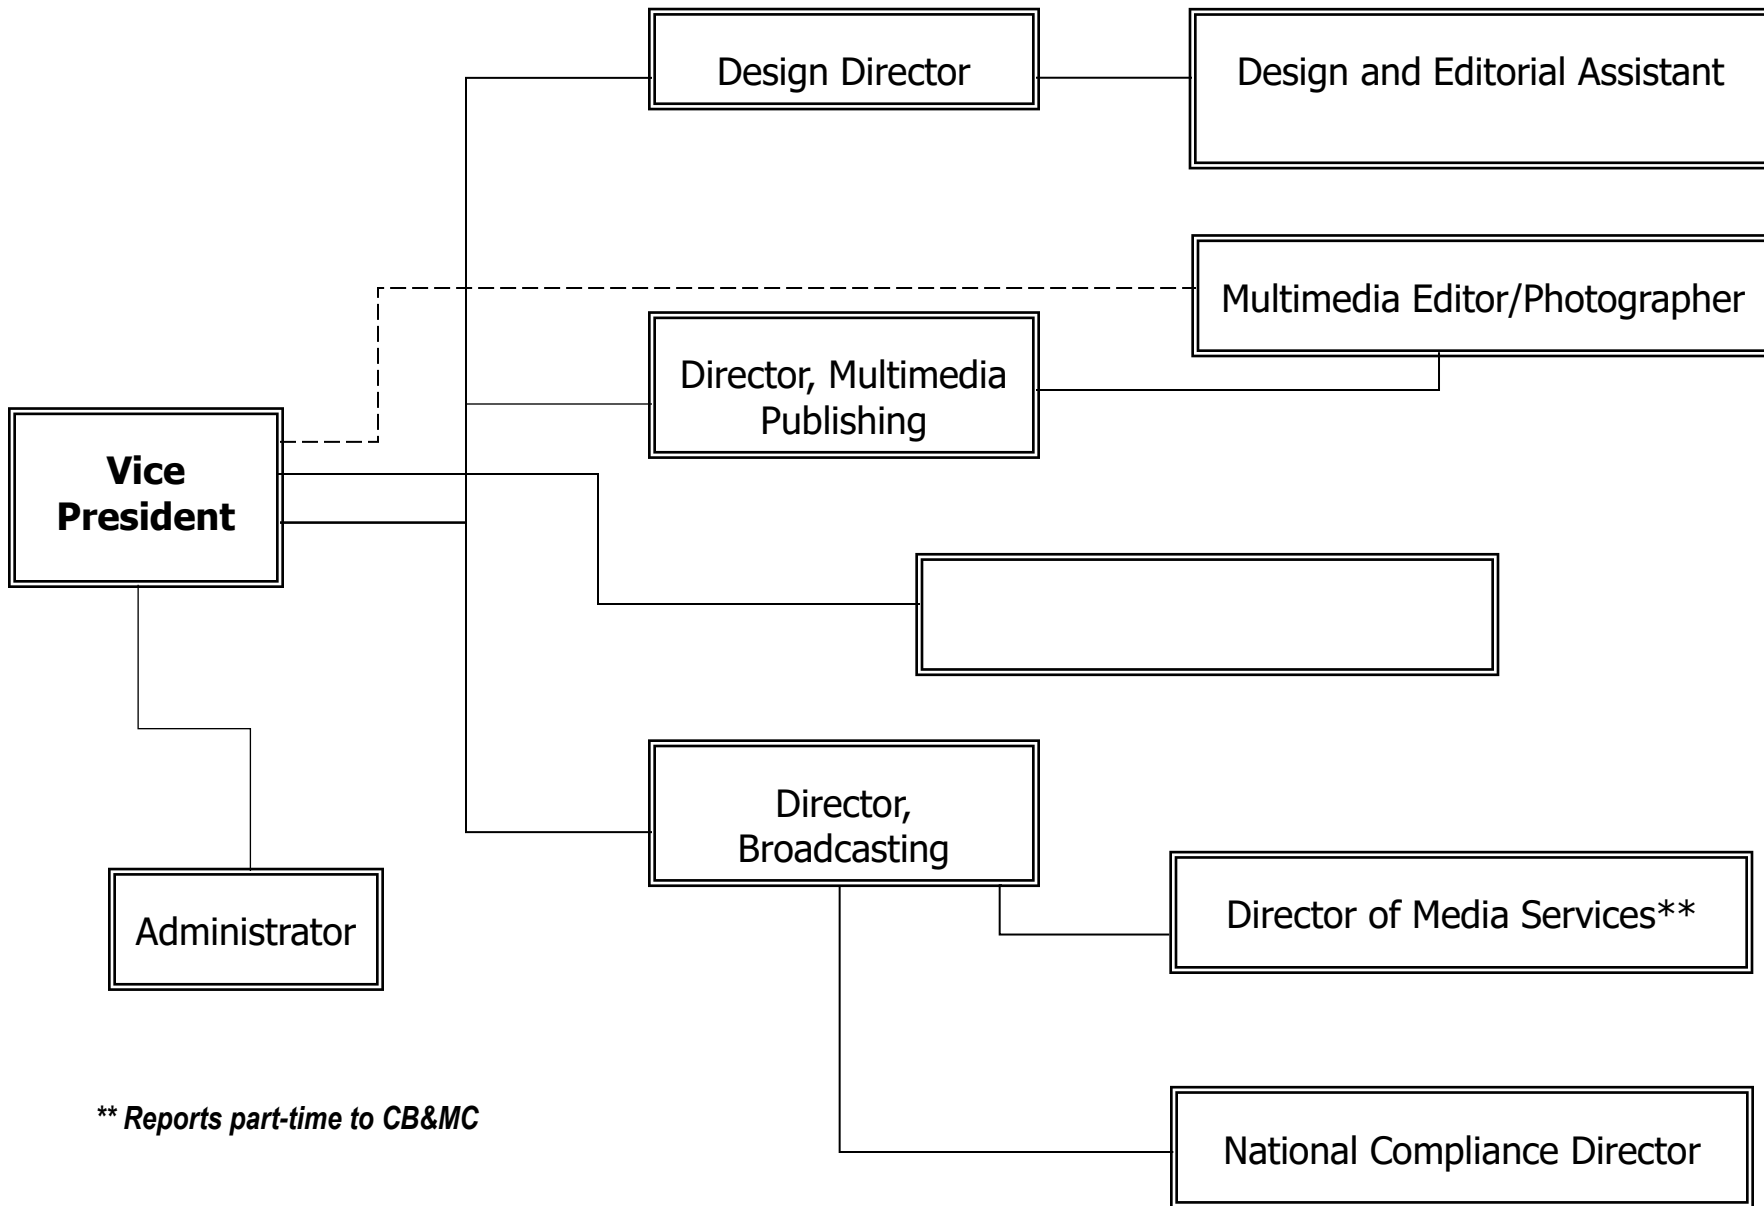 Design Director
Design and Editorial Assistant
Multimedia Editor/Photographer
Director, Multimedia
Publishing
Vice
President
Director,
Broadcasting
Director of Media Services**
Administrator
** Reports part-time to CB&MC
National Compliance Director